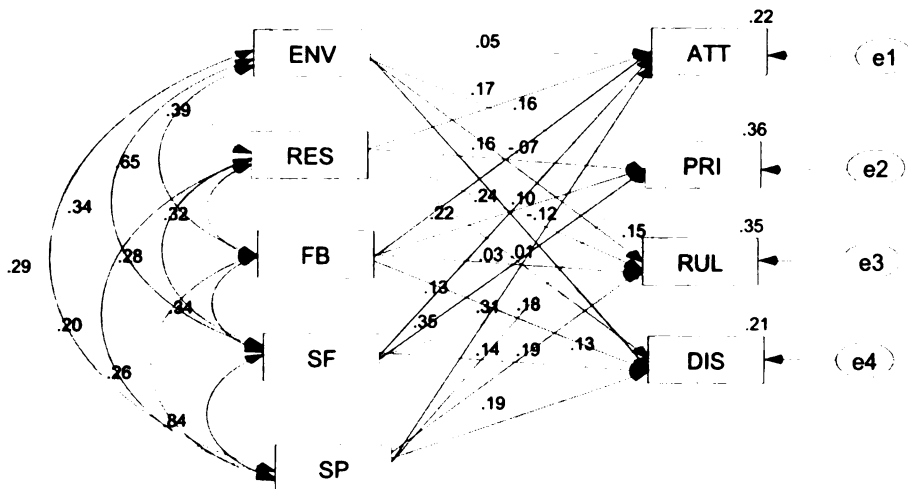 .22
ENV .05 ATT e1
.39 .17 .16 .36
RES .16 -.07 PRI e2
.65
.34 .32 .22 .24 .10 -.12 .15 .35
.29 .28 FB .03 .01 RUL e3
.20 .34 .13 .31 .18 .21
SF .35 .14 .19 .13 DIS e4
.26 .19
.84
SP